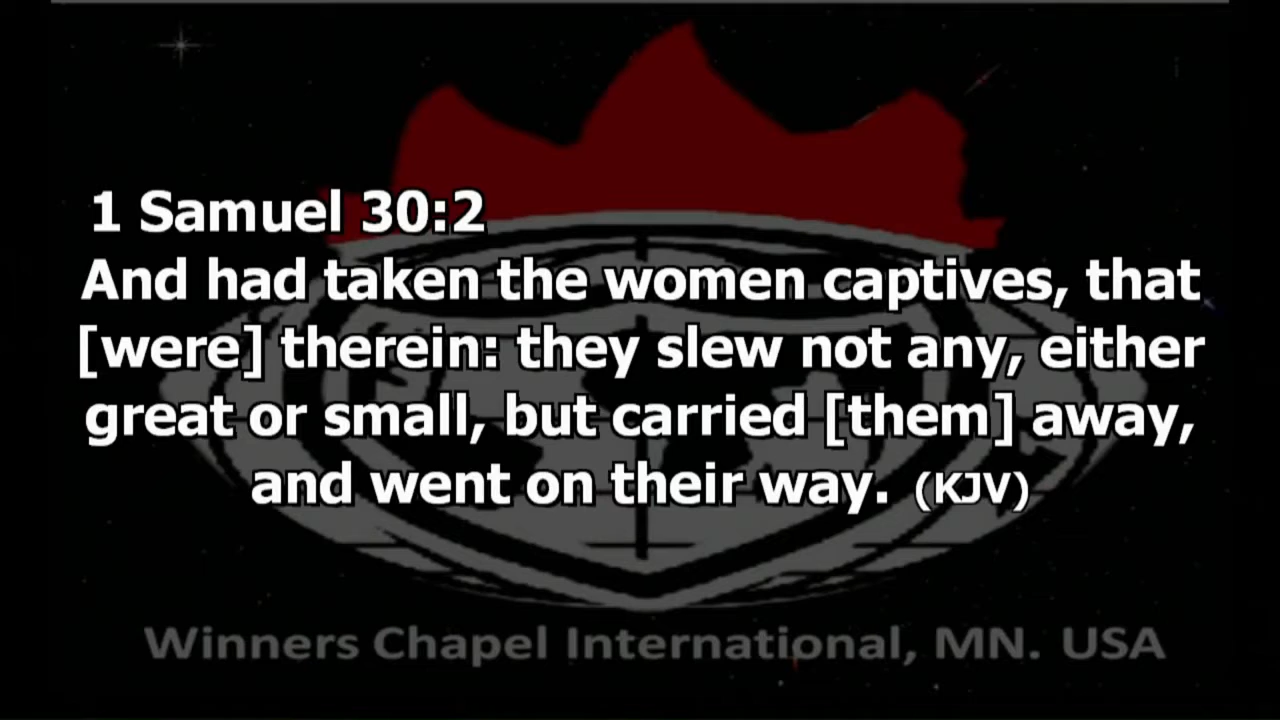 1 Samuel 30:2
And had taken the women captives, that
[were] therein: they slew not any, either
great or small, but carried [them] away,
and went on their way. (KJV)
Winners Chapel International, MN. USA